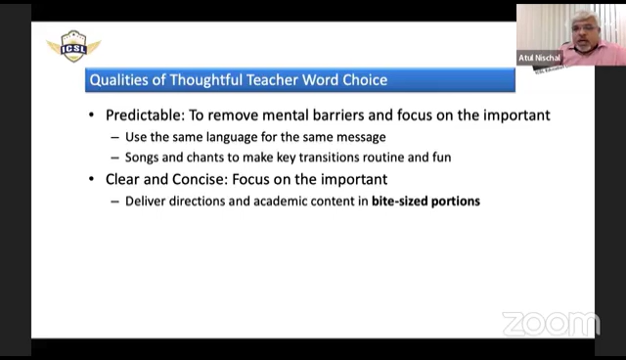 ICSL
Atul Nischal
Qualities of Thoughtful Teacher Word Choice
• Predictable: To remove mental barriers and focus on the important
– Use the same language for the same message
– Songs and chants to make key transitions routine and fun
• Clear and Concise: Focus on the important
– Deliver directions and academic content in bite-sized portions
zoom